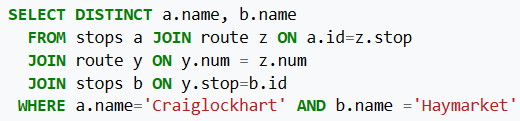 SELECT DISTINCT a.name, b.name
FROM stops a JOIN route z ON a.id=z.stop
JOIN route y ON y.num = z.num
JOIN stops b ON y.stop=b.id
WHERE a.name='Craiglockhart' AND b.name ='Haymarket'